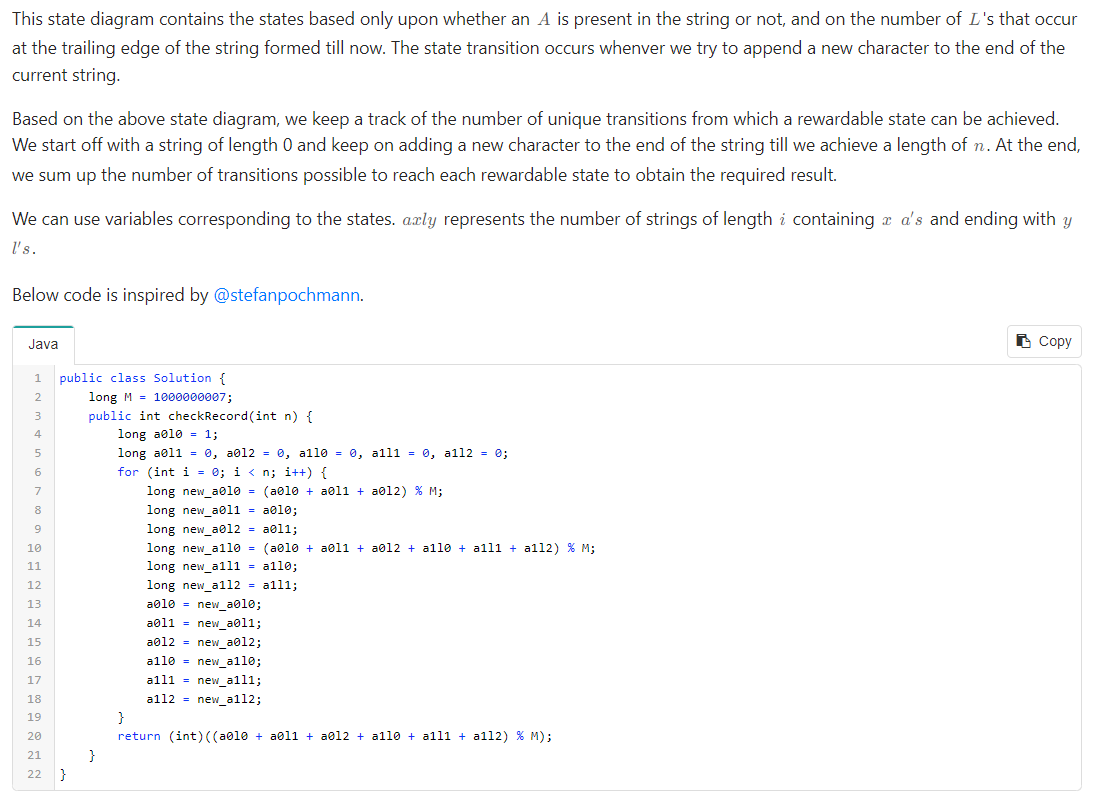 This state diagram contains the states based only upon whether an A is present in the string or not, and on the number of L's that occur
at the trailing edge of the string formed till now. The state transition occurs whenver we try to append a new character to the end of the
current string.
Based on the above state diagram, we keep a track of the number of unique transitions from which a rewardable state can be achieved.
We start off with a string of length 0 and keep on adding a new character to the end of the string till we achieve a length of n. At the end,
we sum up the number of transitions possible to reach each rewardable state to obtain the required result.
We can use variables corresponding to the states. axly represents the number of strings of length i containing x a's and ending with y
l's.
Below code is inspired by @stefanpochmann.
Java
Copy
1 public class Solution {
2 long M = 1000000007;
3 public int checkRecord(int n) {
4 long a0l0 = 1;
5 long a0l1 = 0, a0l2 = 0, a1l0 = 0, a1l1 = 0, a1l2 = 0;
6 for (int i = 0; i < n; i++) {
7 long new_a0l0 = (a0l0 + a0l1 + a0l2) % M;
8 long new_a0l1 = a0l0;
9 long new_a0l2 = a0l1;
10 long new_a1l0 = (a0l0 + a0l1 + a0l2 + a1l0 + a1l1 + a1l2) % M;
11 long new_a1l1 = a1l0;
12 long new_a1l2 = a1l1;
13 a0l0 = new_a0l0;
14 a0l1 = new_a0l1;
15 a0l2 = new_a0l2;
16 a1l0 = new_a1l0;
17 a1l1 = new_a1l1;
18 a1l2 = new_a1l2;
19 }
20 return (int)((a0l0 + a0l1 + a0l2 + a1l0 + a1l1 + a1l2) % M);
21 }
22 }